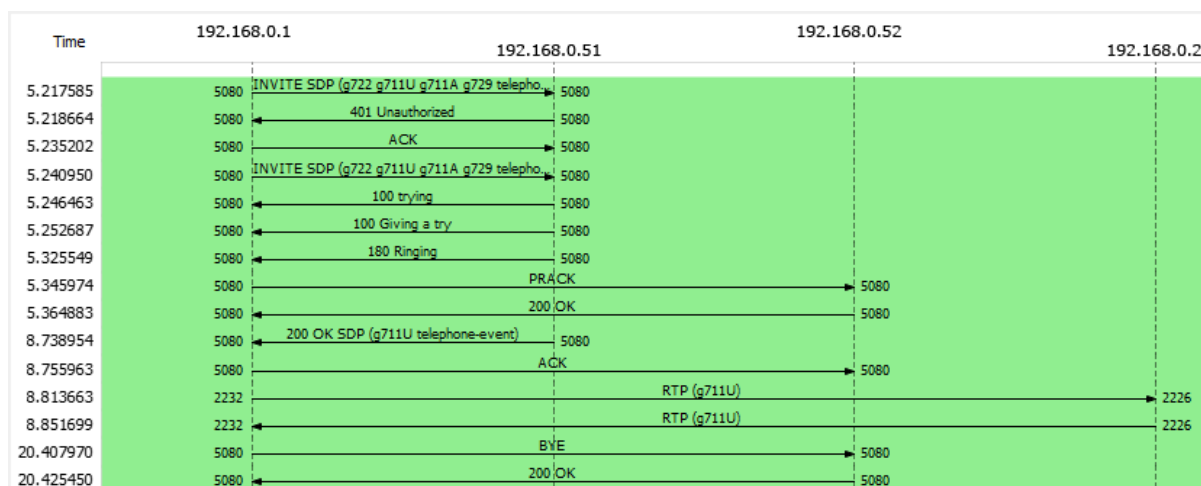 Time 192.168.0.1 192.168.0.51 192.168.0.52 192.168.0.2
5.217585 5080 INVITE SDP (g722 g711U g711A g729 telepho... 5080
5.218664 5080 401 Unauthorized 5080
5.235202 5080 ACK 5080
5.240950 5080 INVITE SDP (g722 g711U g711A g729 telepho... 5080
5.246463 5080 100 trying 5080
5.252687 5080 100 Giving a try 5080
5.325549 5080 180 Ringing 5080
5.345974 5080 PRACK 5080
5.364883 5080 200 OK 5080
8.738954 5080 200 OK SDP (g711U telephone-event) 5080
8.755963 5080 ACK 5080
8.813663 2232 RTP (g711U) 2226
8.851699 2232 RTP (g711U) 2226
20.407970 5080 BYE 5080
20.425450 5080 200 OK 5080